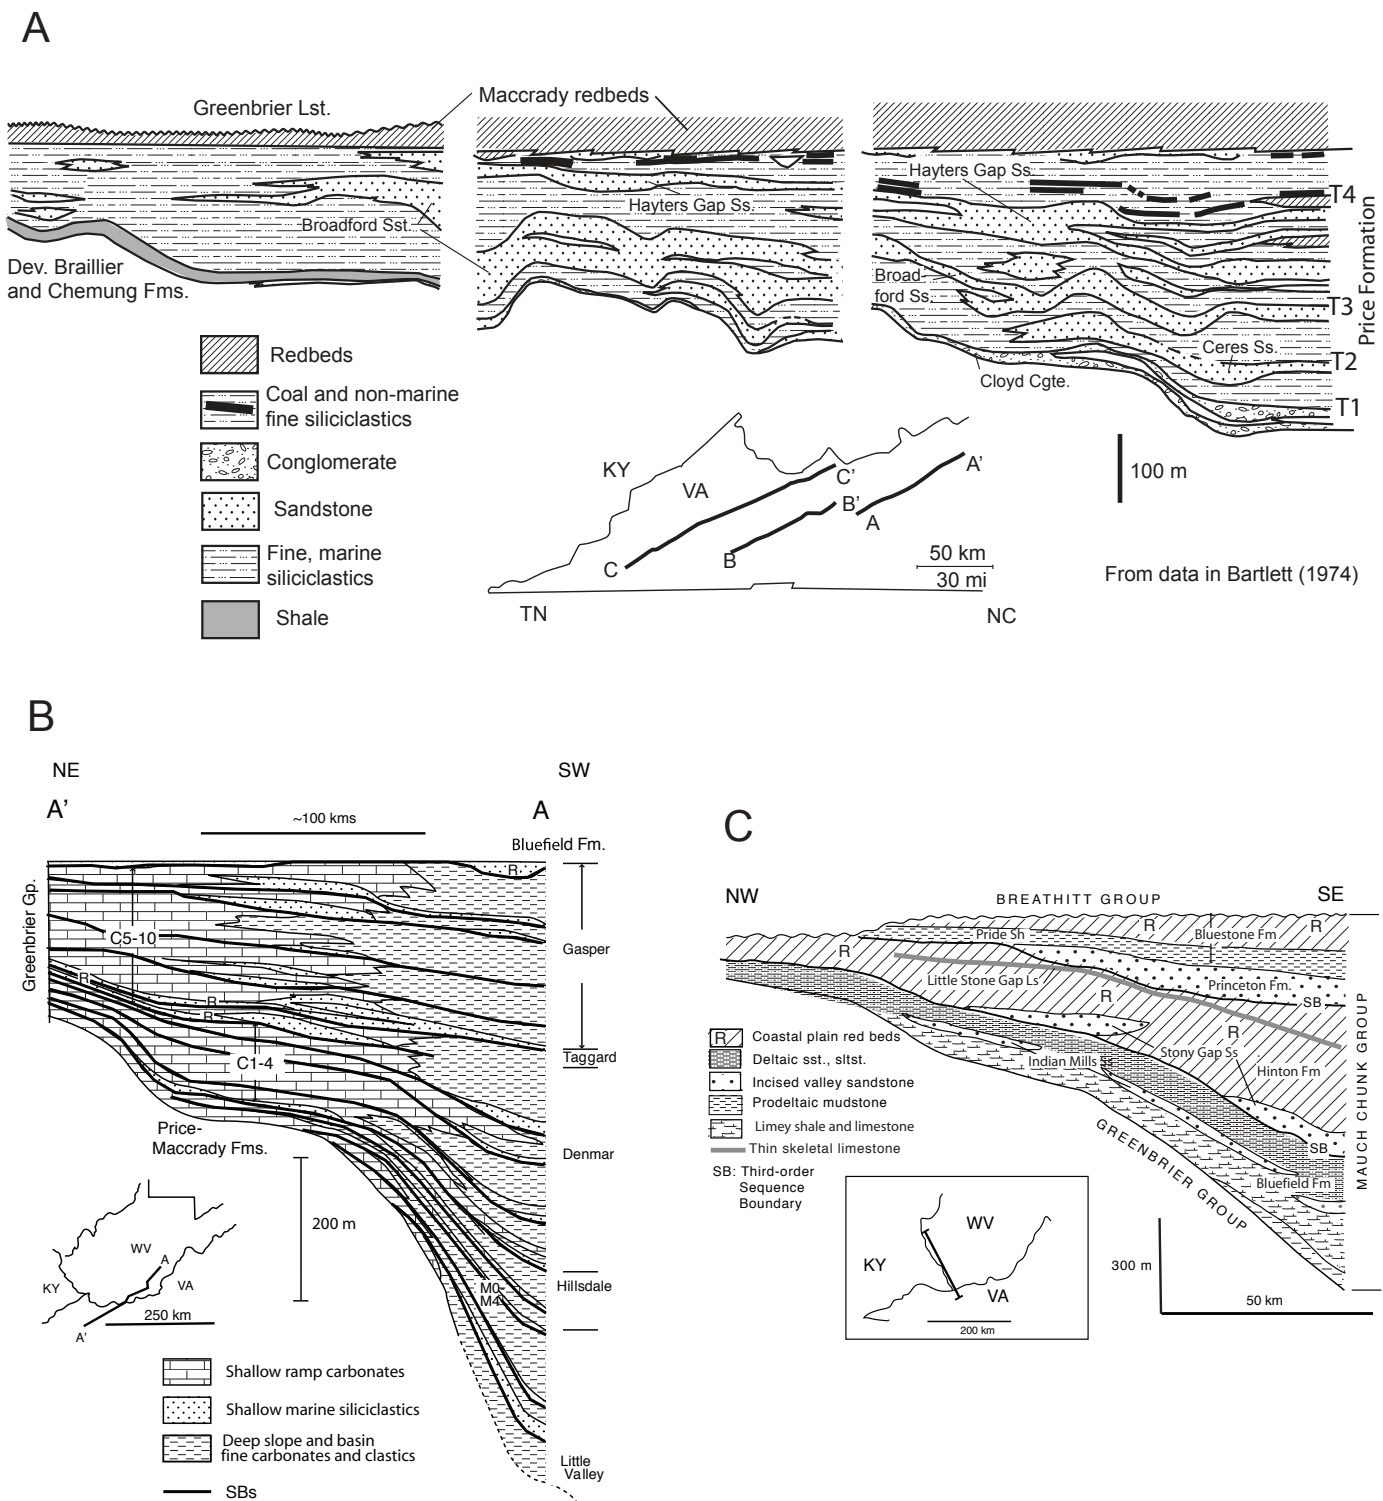 A
Greenbrier Lst.
Maccrady redbeds
Hayters Gap Ss.
Hayters Gap Ss.
Broadford Sst.
Broad-
ford Ss.
T4
T3
T2
T1
Price Formation
Dev. Braillier
and Chemung Fms.
Ceres Ss.
Cloyd Cgte.
Redbeds
Coal and non-marine
fine siliciclastics
Conglomerate
Sandstone
Fine, marine
siliciclastics
Shale
100 m
KY
VA
C'
B'
A'
A
C
B
50 km
30 mi
TN
NC
From data in Bartlett (1974)
B
NE
SW
A'
A
~100 kms
Bluefield Fm.
R
Greenbrier Gp.
C5-10
Gasper
R
R
R
Taggard
C1-4
Price-
Maccrady Fms.
Denmar
200 m
Hillsdale
M0
M4
Little
Valley
WV
A
KY
VA
A'
250 km
Shallow ramp carbonates
Shallow marine siliciclastics
Deep slope and basin
fine carbonates and clastics
SBs
C
NW
SE
BREATHITT GROUP
R
R
Pride Sh
Bluestone Fm
R
Little Stone Gap Ls
Princeton Fm.
R
SB
R
Stony Gap Ss
Indian Mills Ss
Hinton Fm
SB
Bluefield Fm
GREENBRIER GROUP
MAUCH CHUNK GROUP
R
Coastal plain red beds
Deltaic sst., sltst.
Incised valley sandstone
Prodeltaic mudstone
Limey shale and limestone
Thin skeletal limestone
SB: Third-order
Sequence
Boundary
WV
KY
VA
200 km
300 m
50 km